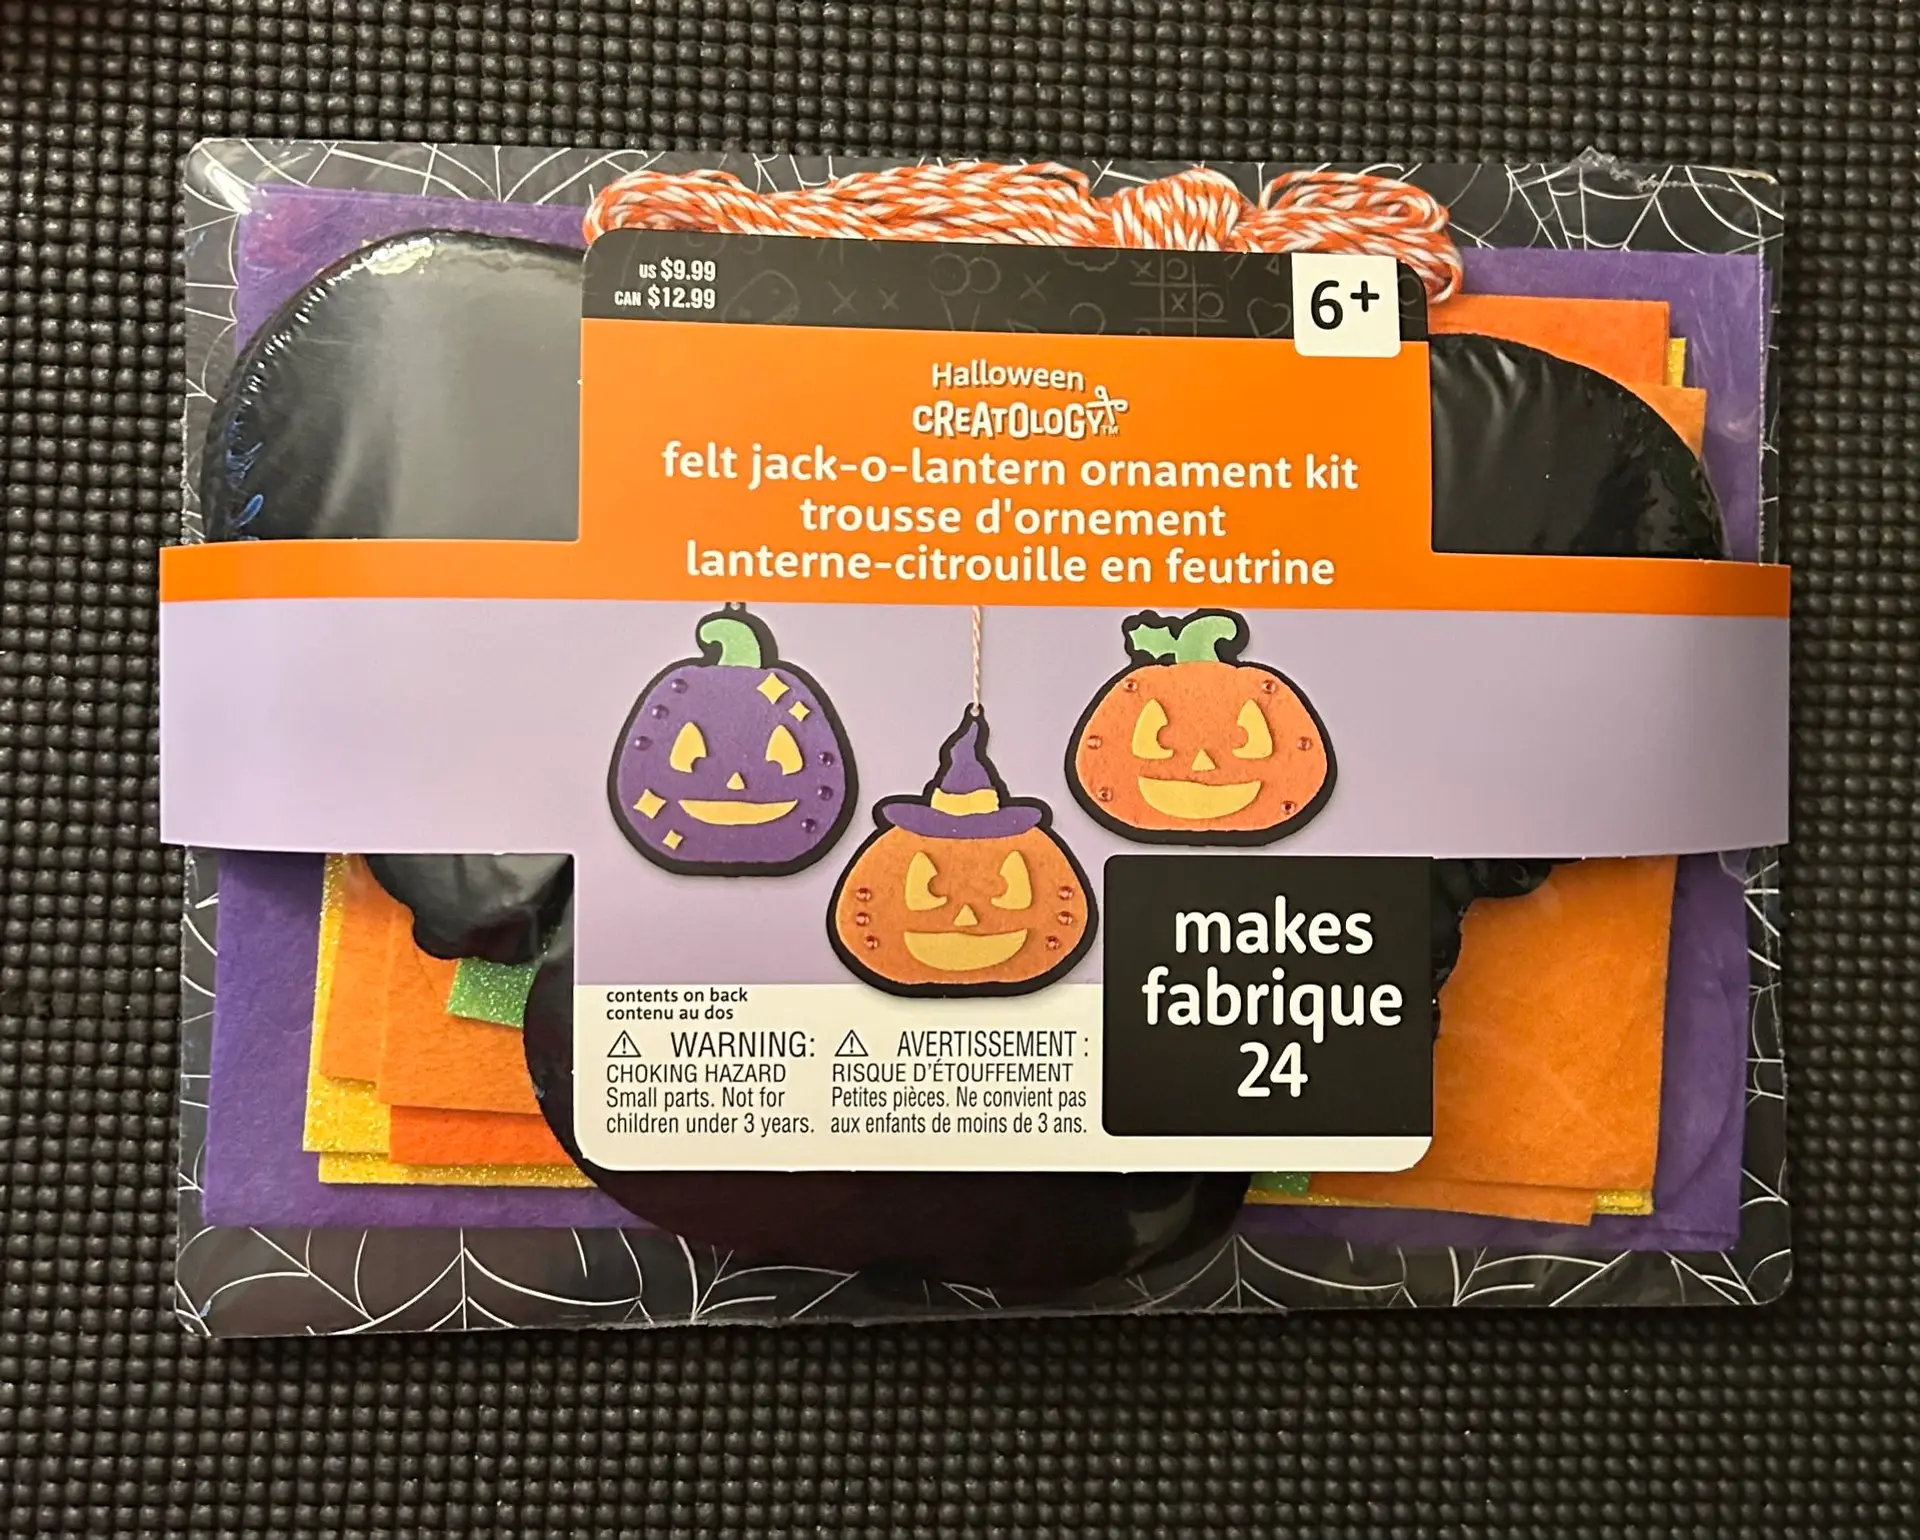 us $9.99
CAN $12.99
6+
Halloween
CREATOLOGY™
felt jack-o-lantern ornament kit
trousse d'ornement
lanterne-citrouille en feutrine
contents on back
contenu au dos
⚠ WARNING:
CHOKING HAZARD
Small parts. Not for
children under 3 years.
⚠ AVERTISSEMENT :
RISQUE D'ÉTOUFFEMENT
Petites pièces. Ne convient pas
aux enfants de moins de 3 ans.
makes
fabrique
24